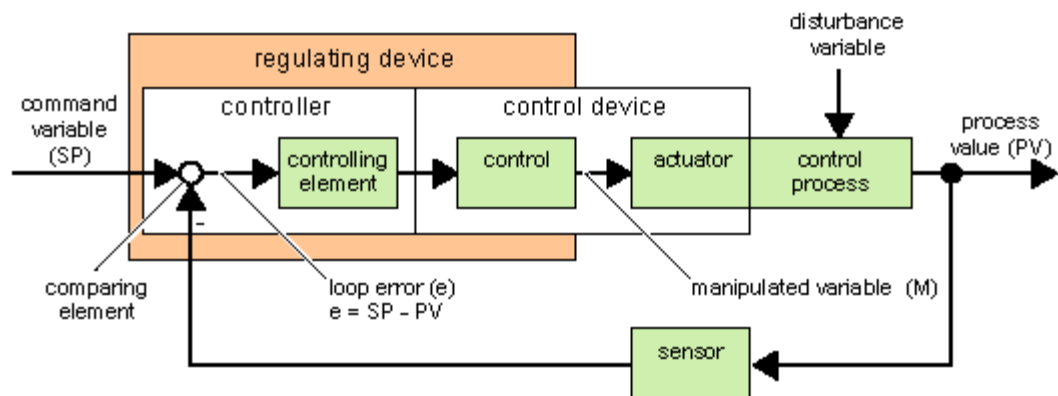 disturbance
variable
regulating device
command
variable
(SP)
controller
control device
process
value (PV)
controlling
element
control
actuator
control
process
-
comparing
element
loop error (e)
e = SP - PV
manipulated variable (M)
sensor